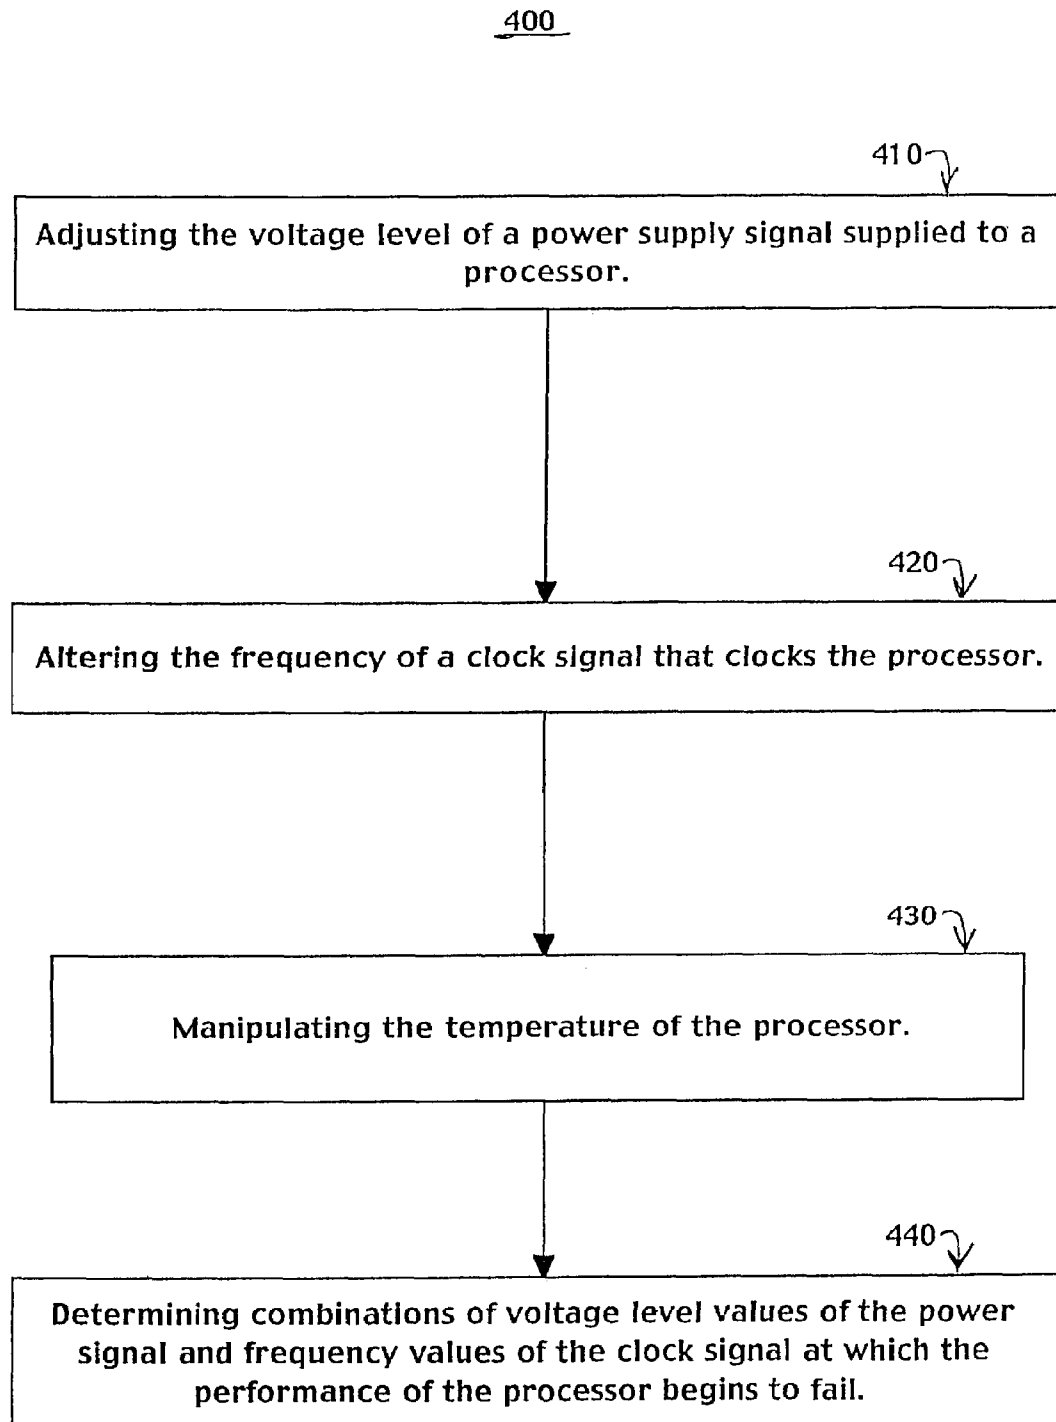 400
410
Adjusting the voltage level of a power supply signal supplied to a
processor.
420
Altering the frequency of a clock signal that clocks the processor.
430
Manipulating the temperature of the processor.
440
Determining combinations of voltage level values of the power
signal and frequency values of the clock signal at which the
performance of the processor begins to fail.